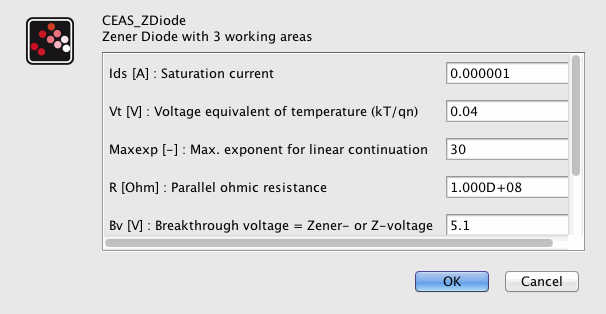 CEAS_ZDiode
Zener Diode with 3 working areas
Ids [A] : Saturation current 0.000001
Vt [V] : Voltage equivalent of temperature (kT/qn) 0.04
Maxexp [-] : Max. exponent for linear continuation 30
R [Ohm] : Parallel ohmic resistance 1.000D+08
Bv [V] : Breakthrough voltage = Zener- or Z-voltage 5.1
OK Cancel